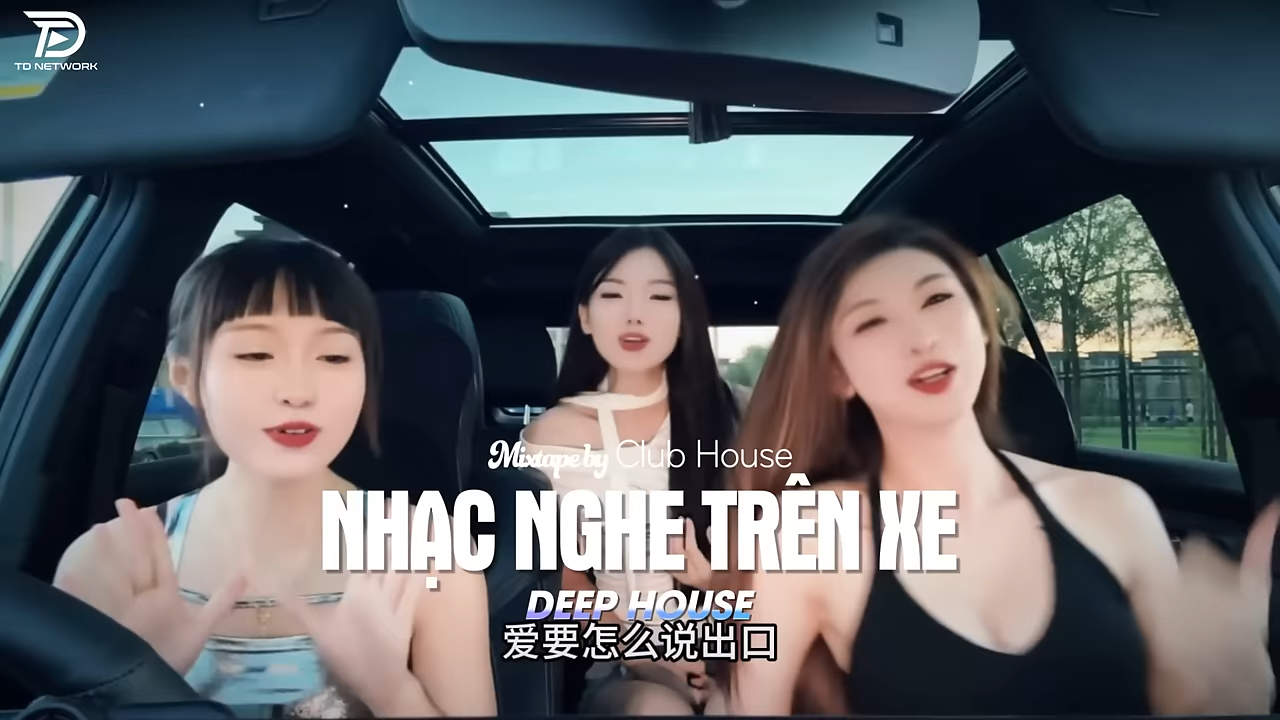 TD NETWORK
Mixtape by Club House
NHẠC NGHE TRÊN XE
DEEP HOUSE
爱要怎么说出口